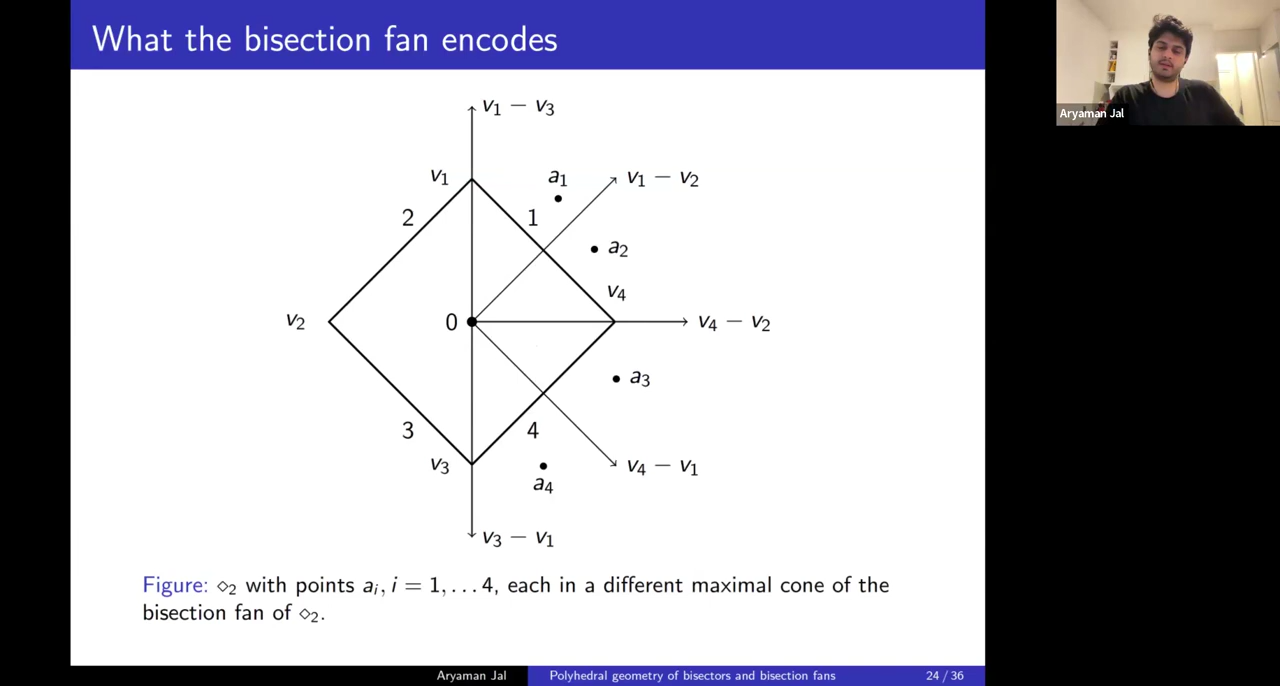 What the bisection fan encodes
v₁ − v₃
v₁
a₁
v₁ − v₂
2
1
a₂
v₄
v₂
0
v₄ − v₂
a₃
3
4
v₃
v₄ − v₁
a₄
v₃ − v₁
Figure: ◇₂ with points aᵢ, i = 1, . . . 4, each in a different maximal cone of the
bisection fan of ◇₂.
Aryaman Jal
Polyhedral geometry of bisectors and bisection fans
24 / 36
Aryaman Jal